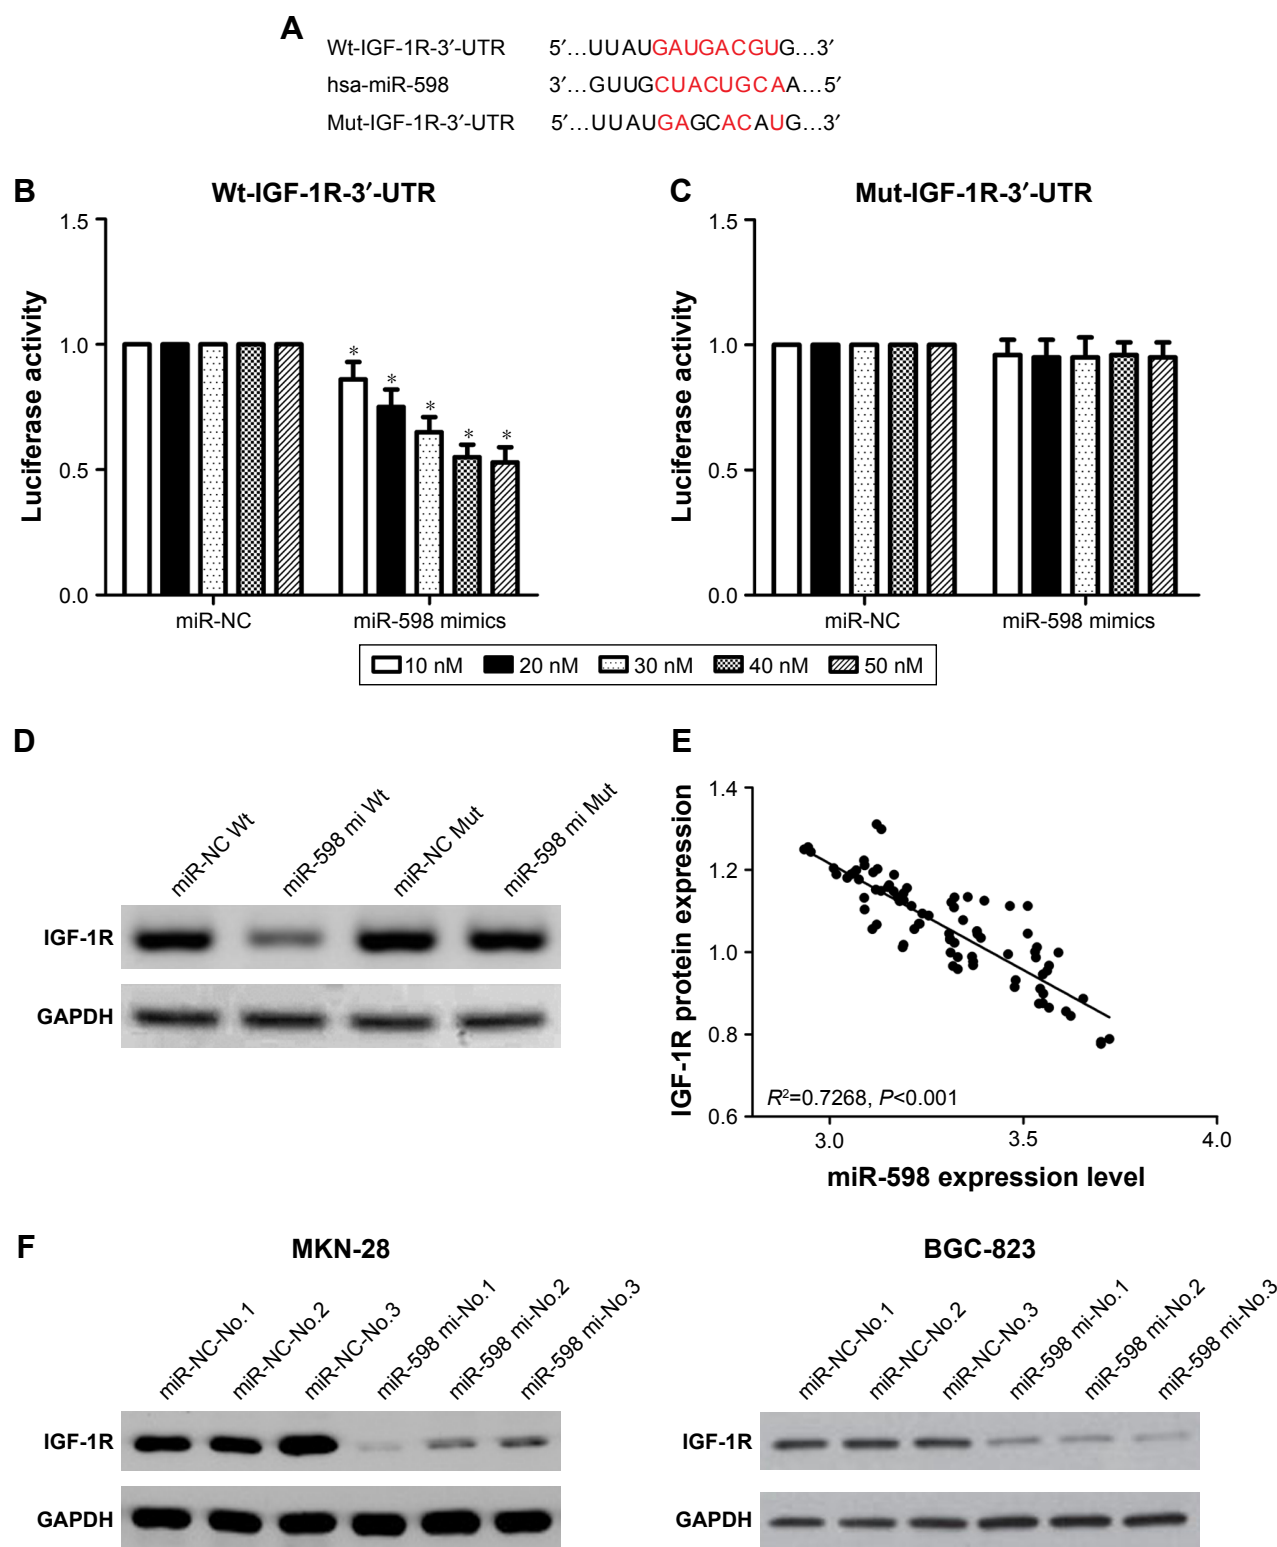 A
Wt-IGF-1R-3′-UTR 5′...UUAUGAUGACGUG...3′
hsa-miR-598 3′...GUUGCUACUGCAA...5′
Mut-IGF-1R-3′-UTR 5′...UUAUGAGCACAUG...3′
B
Wt-IGF-1R-3′-UTR
Luciferase activity
1.5
1.0
0.5
0.0
* * * * *
miR-NC miR-598 mimics
C
Mut-IGF-1R-3′-UTR
Luciferase activity
1.5
1.0
0.5
0.0
miR-NC miR-598 mimics
10 nM 20 nM 30 nM 40 nM 50 nM
D
miR-NC Wt
miR-598 mi Wt
miR-NC Mut
miR-598 mi Mut
IGF-1R
GAPDH
E
IGF-1R protein expression
1.4
1.2
1.0
0.8
0.6
R²=0.7268, P<0.001
3.0 3.5 4.0
miR-598 expression level
F
MKN-28
miR-NC-No.1
miR-NC-No.2
miR-NC-No.3
miR-598 mi-No.1
miR-598 mi-No.2
miR-598 mi-No.3
IGF-1R
GAPDH
BGC-823
miR-NC-No.1
miR-NC-No.2
miR-NC-No.3
miR-598 mi-No.1
miR-598 mi-No.2
miR-598 mi-No.3
IGF-1R
GAPDH